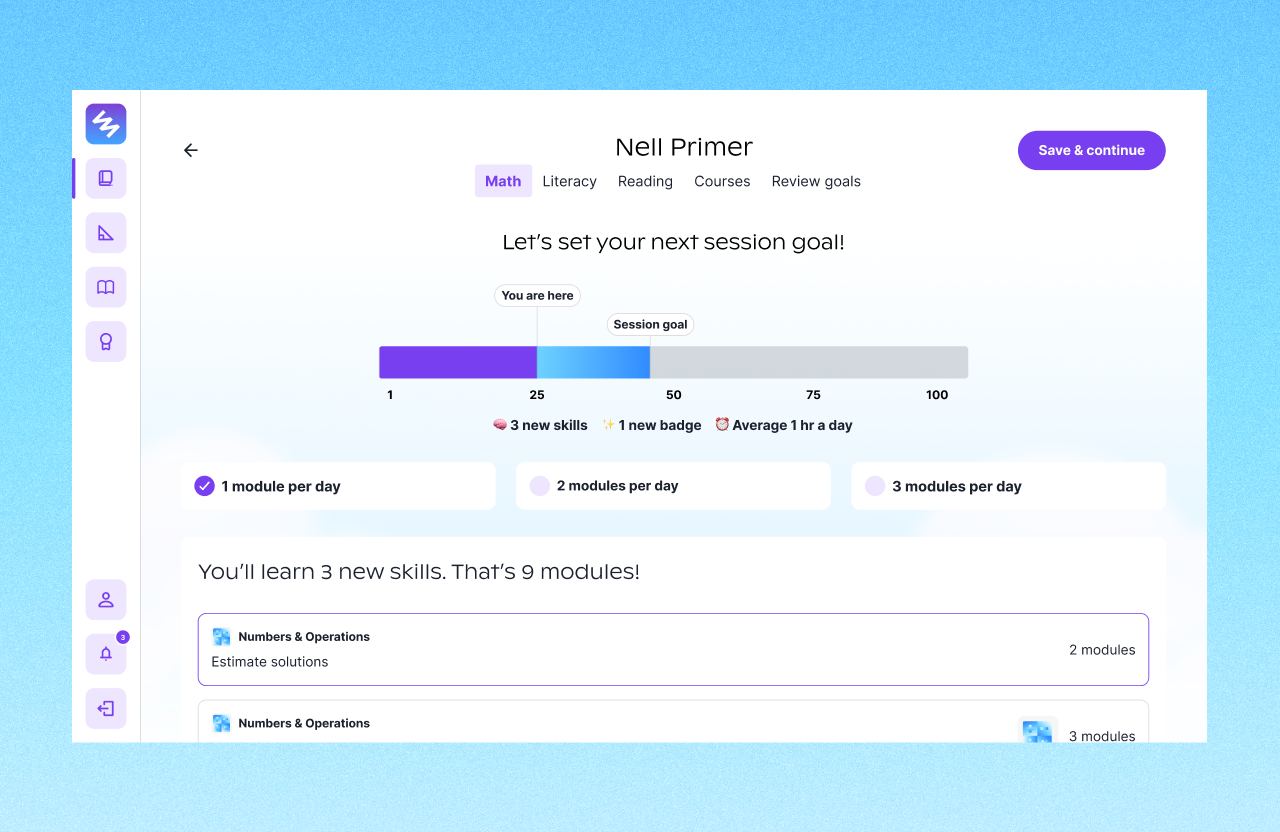 Nell Primer
Save & continue
Math Literacy Reading Courses Review goals
Let's set your next session goal!
You are here
Session goal
1 25 50 75 100
🧠 3 new skills ✨ 1 new badge ⏰ Average 1 hr a day
1 module per day 2 modules per day 3 modules per day
You'll learn 3 new skills. That's 9 modules!
Numbers & Operations
Estimate solutions
2 modules
3
Numbers & Operations
3 modules